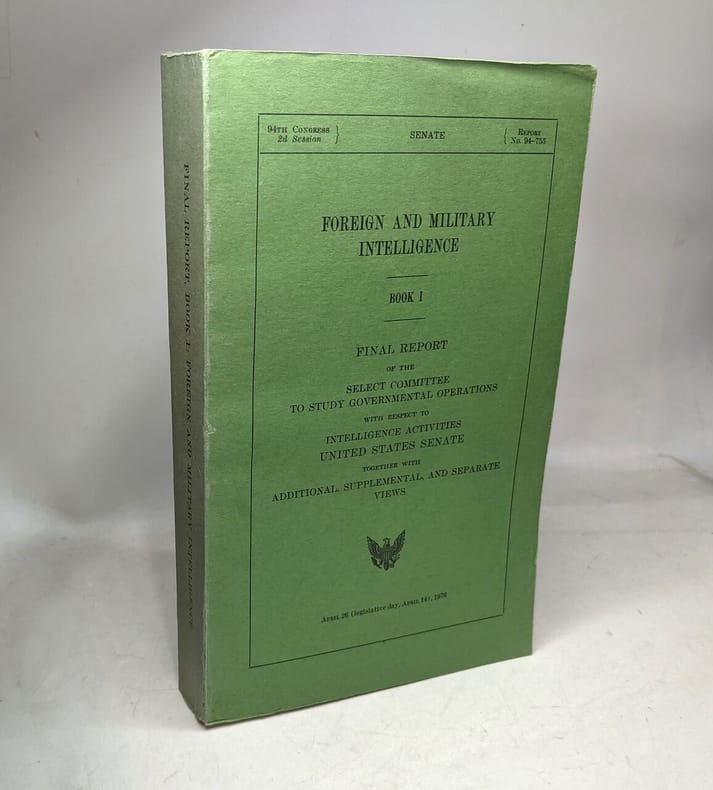 94TH CONGRESS
2d Session
SENATE
REPORT
No. 94-755
FOREIGN AND MILITARY
INTELLIGENCE
BOOK I
FINAL REPORT
OF THE
SELECT COMMITTEE
TO STUDY GOVERNMENTAL OPERATIONS
WITH RESPECT TO
INTELLIGENCE ACTIVITIES
UNITED STATES SENATE
TOGETHER WITH
ADDITIONAL, SUPPLEMENTAL, AND SEPARATE
VIEWS
APRIL 26 (legislative day, APRIL 14), 1976
FINAL REPORT, BOOK I: FOREIGN AND MILITARY INTELLIGENCE